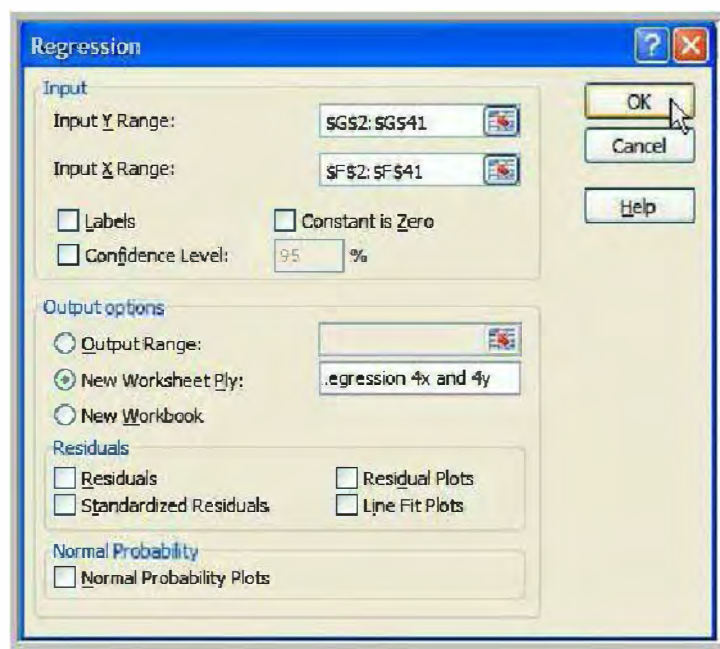 Regression
Input
Input Y Range: $G$2:$G$41
Input X Range: $F$2:$F$41
Labels Constant is Zero
Confidence Level: 95 %
OK
Cancel
Help
Output options
Output Range:
New Worksheet Ply: .egression 4x and 4y
New Workbook
Residuals
Residuals Residual Plots
Standardized Residuals Line Fit Plots
Normal Probability
Normal Probability Plots